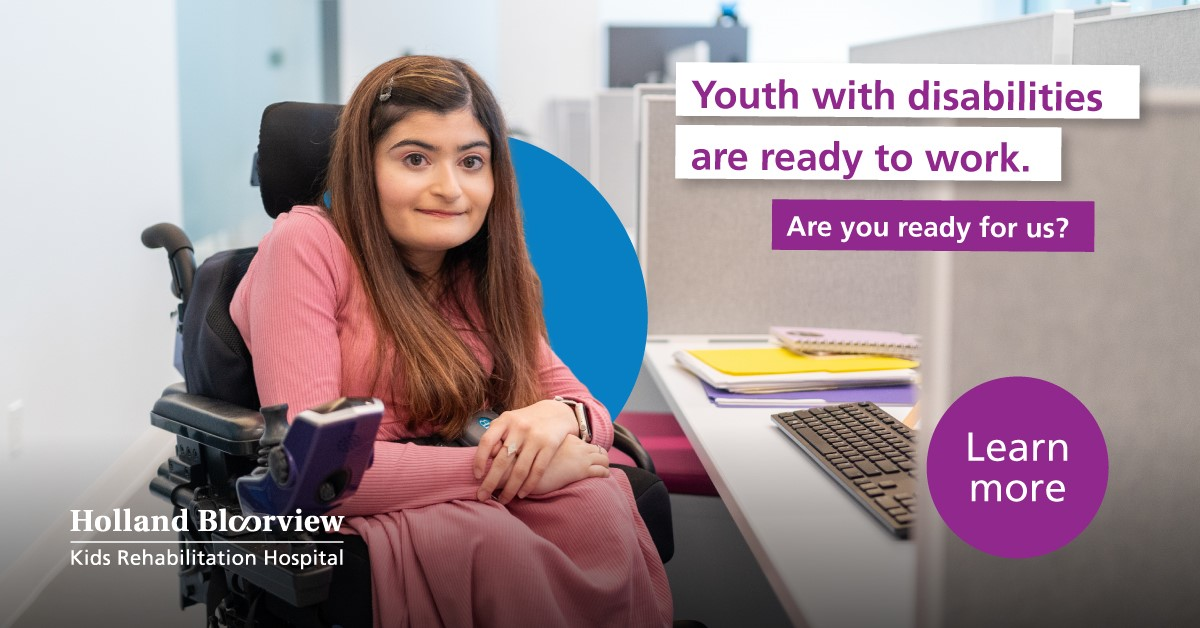 Youth with disabilities
are ready to work.
Are you ready for us?
Learn
more
Holland Bloorview
Kids Rehabilitation Hospital